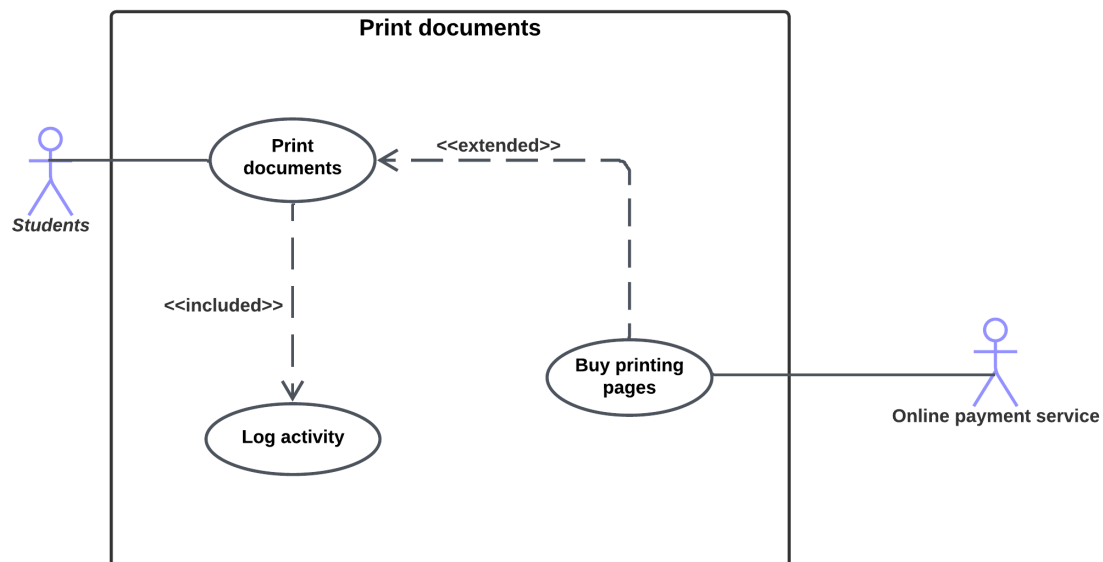 Print documents
Print
documents
<<extended>>
Students
<<included>>
Buy printing
pages
Online payment service
Log activity